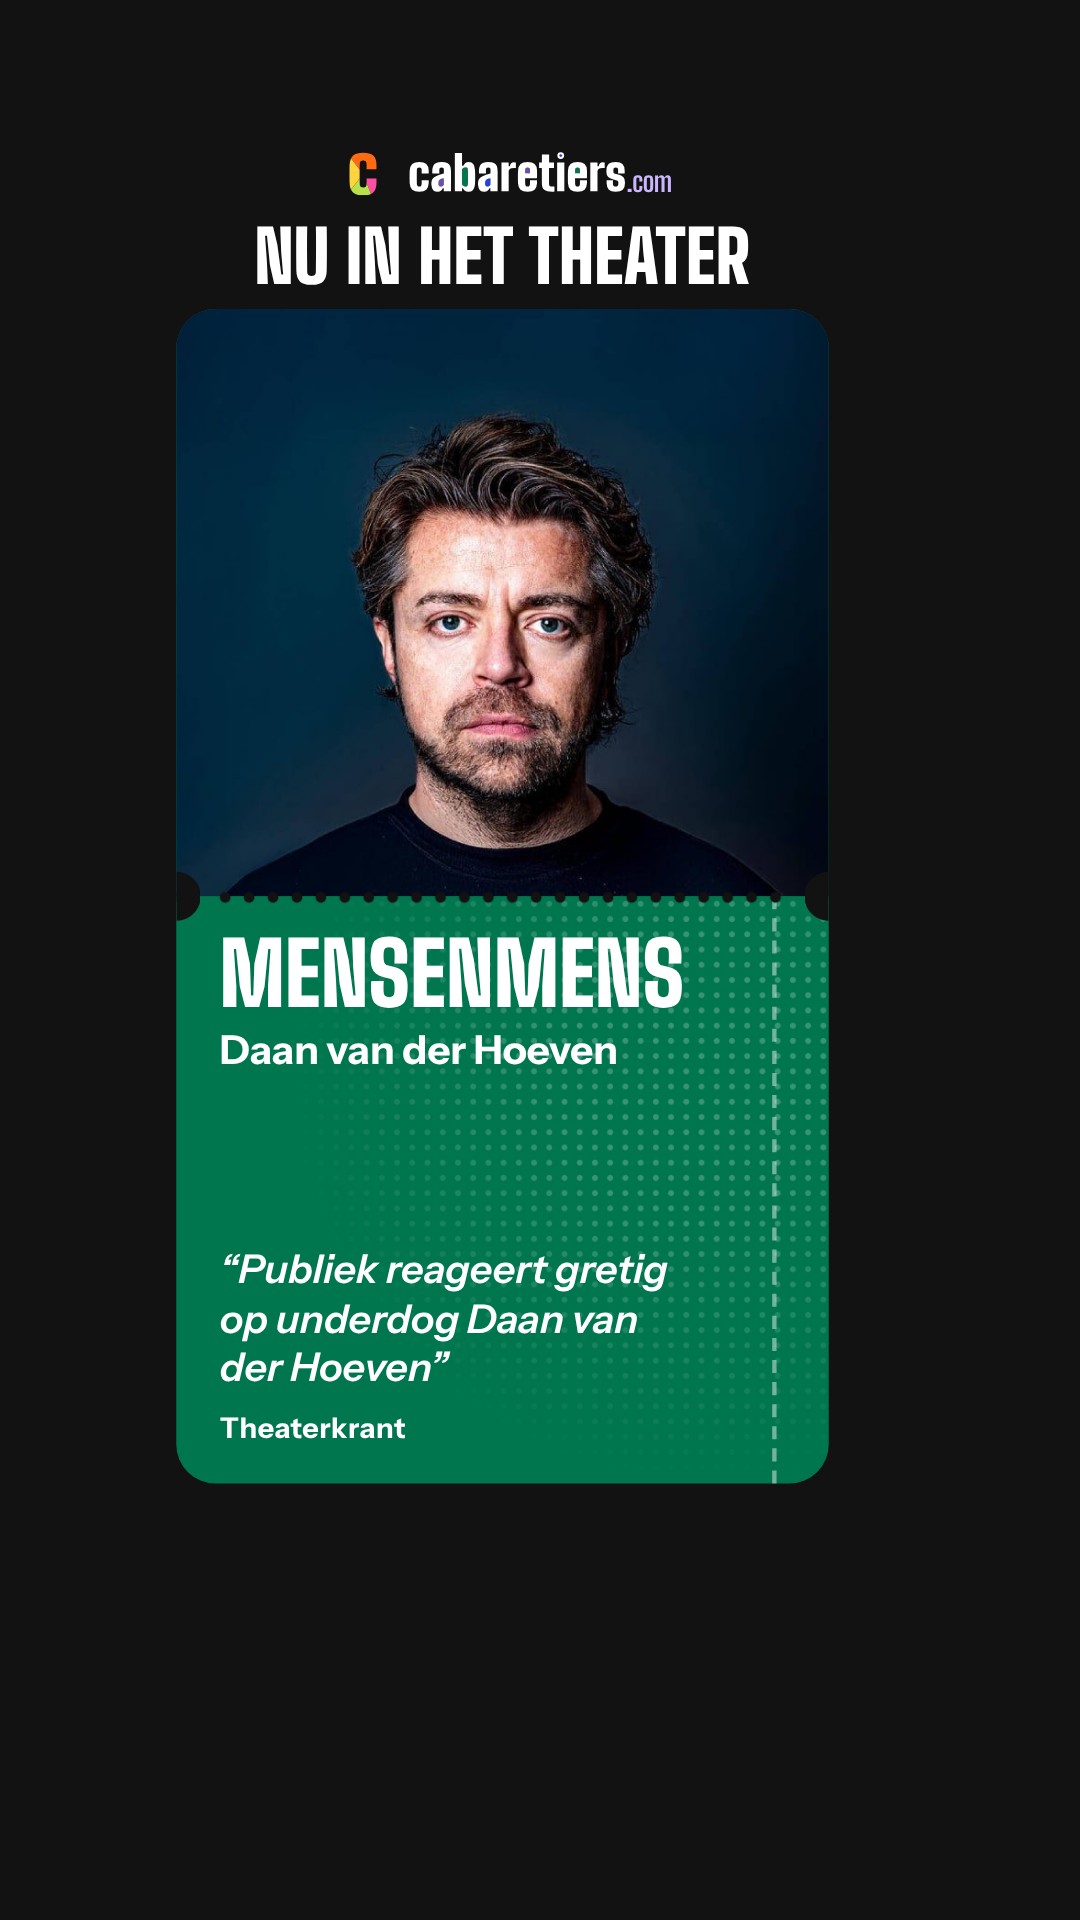 C cabaretiers.com
NU IN HET THEATER
MENSENMENS
Daan van der Hoeven
“Publiek reageert gretig
op underdog Daan van
der Hoeven”
Theaterkrant